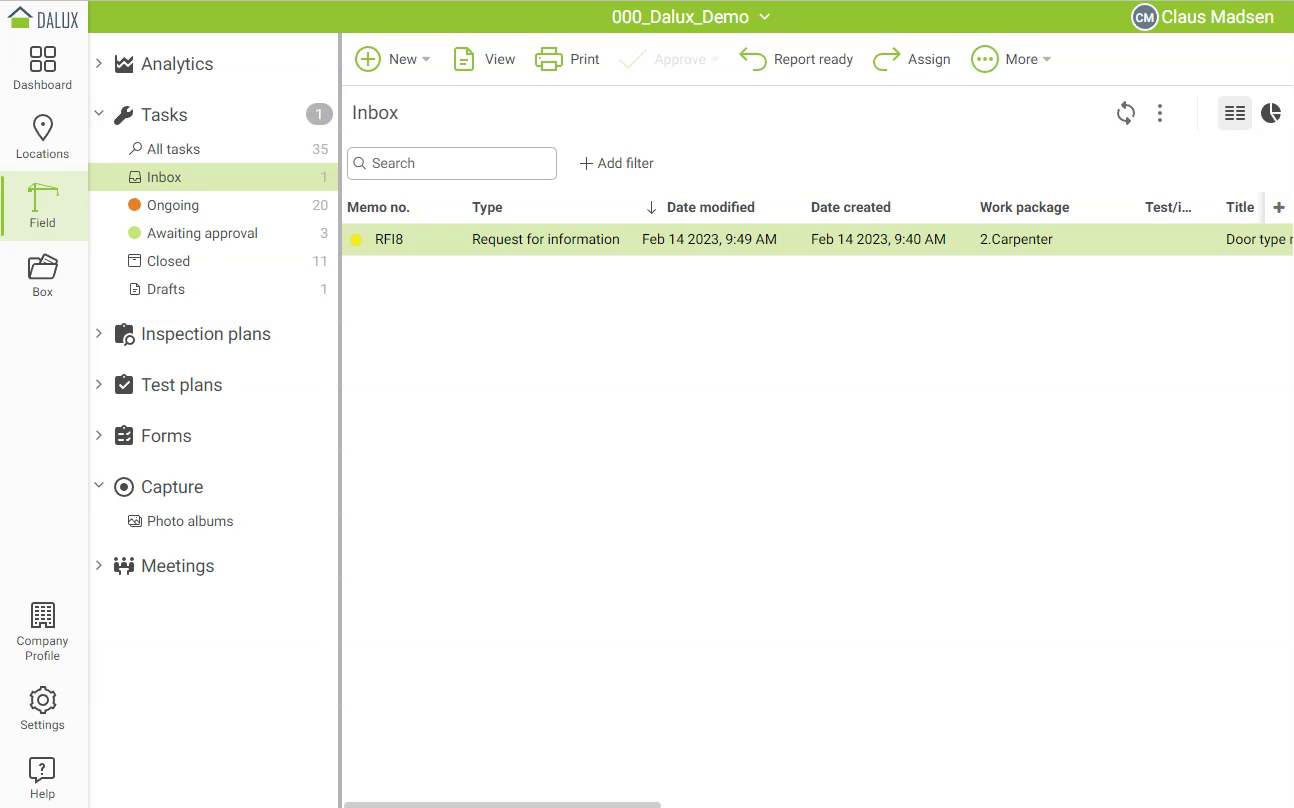 DALUX
000_Dalux_Demo
CM Claus Madsen
Dashboard
Locations
Field
Box
Company
Profile
Settings
Help
Analytics
Tasks 1
All tasks 35
Inbox 1
Ongoing 20
Awaiting approval 3
Closed 11
Drafts 1
Inspection plans
Test plans
Forms
Capture
Photo albums
Meetings
New View Print Approve Report ready Assign More
Inbox
Search Add filter
Memo no. Type Date modified Date created Work package Test/i... Title
RFI8 Request for information Feb 14 2023, 9:49 AM Feb 14 2023, 9:40 AM 2.Carpenter Door type